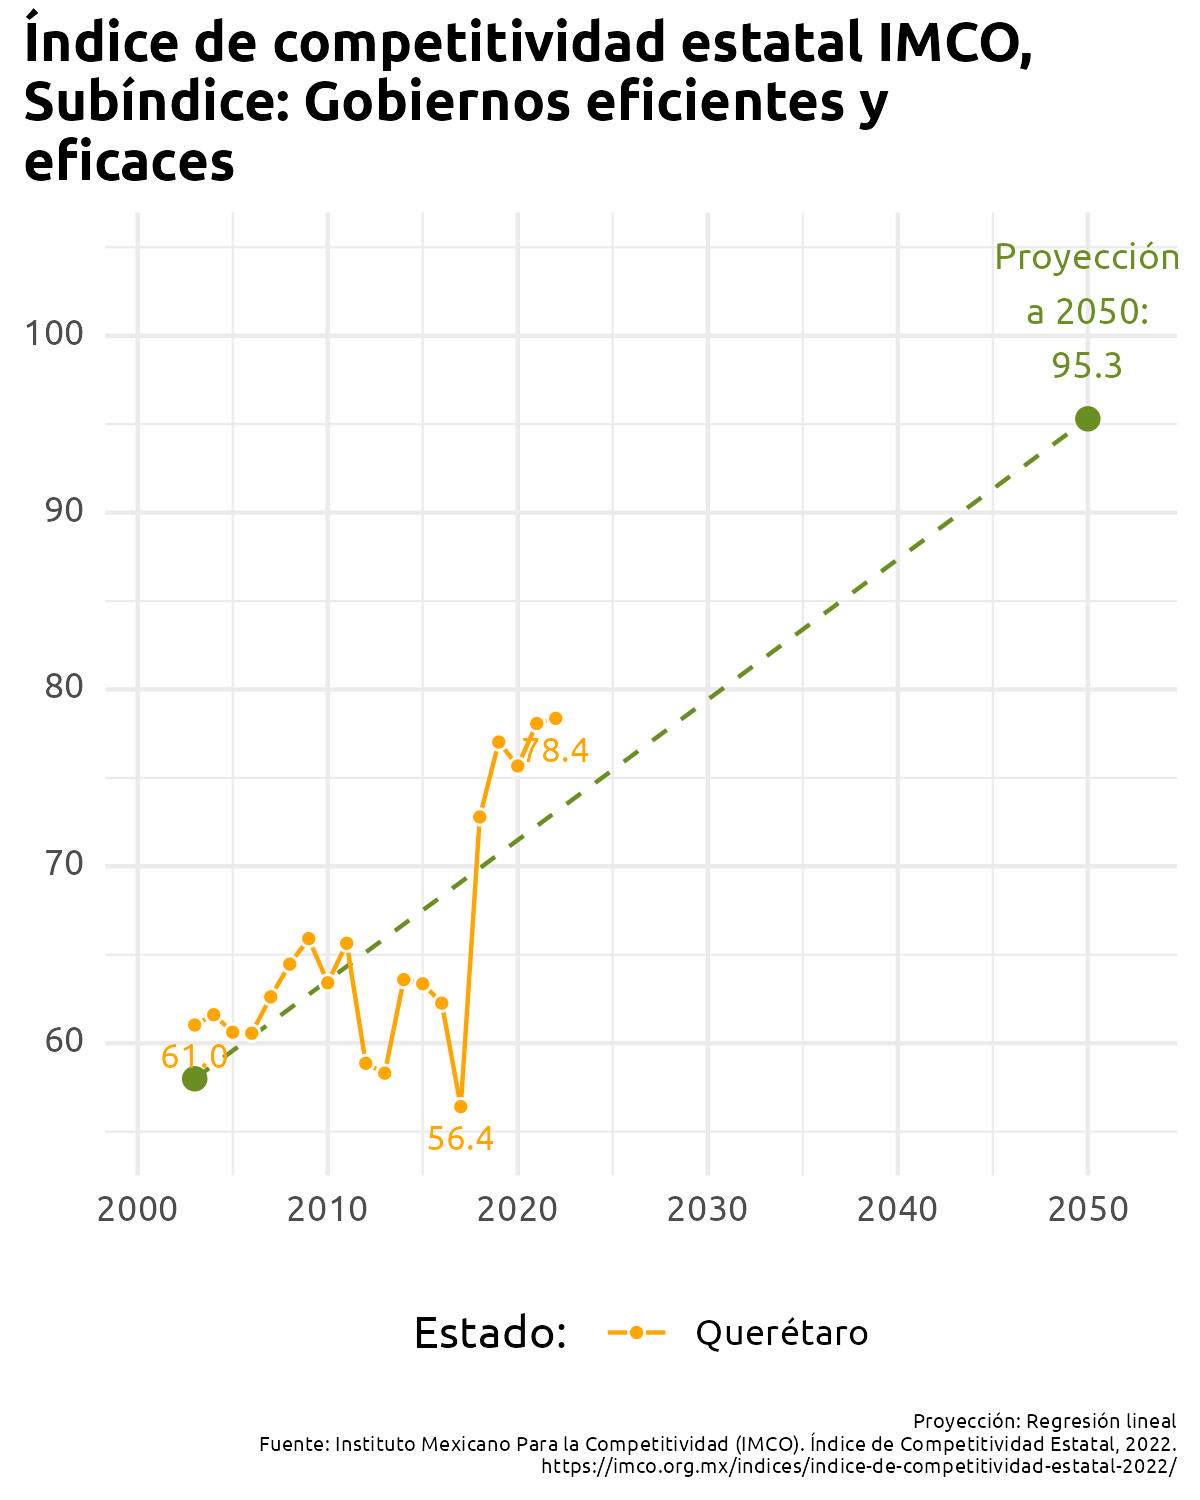 Índice de competitividad estatal IMCO,
Subíndice: Gobiernos eficientes y
eficaces
Proyección
a 2050:
95.3
100
90
80
70
60
78.4
61.0
56.4
2000 2010 2020 2030 2040 2050
Estado: Querétaro
Proyección: Regresión lineal
Fuente: Instituto Mexicano Para la Competitividad (IMCO). Índice de Competitividad Estatal, 2022.
https://imco.org.mx/indices/indice-de-competitividad-estatal-2022/